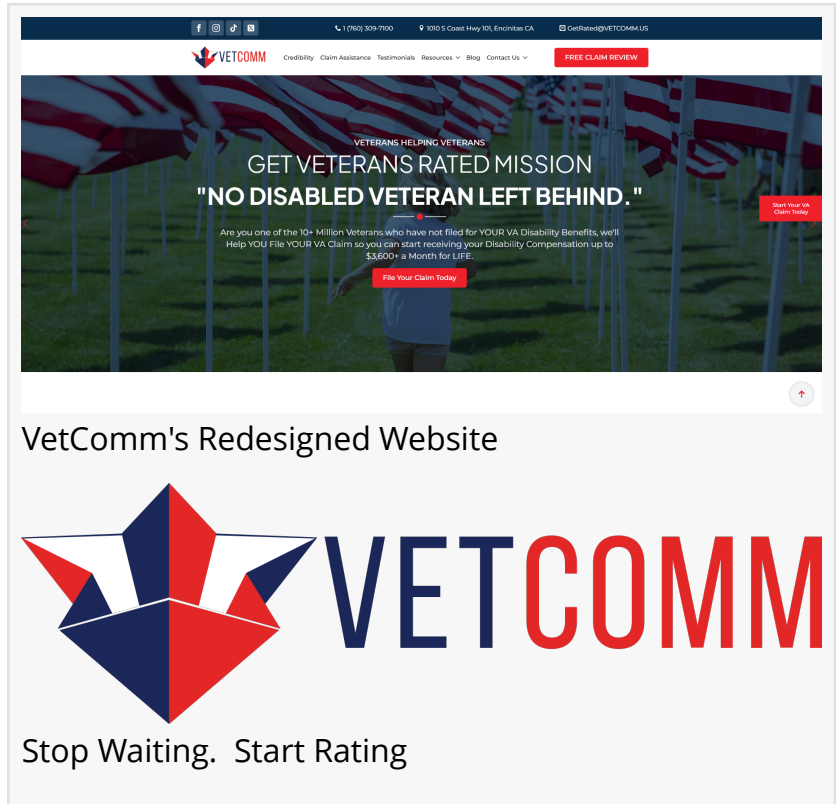 1 (760) 309-7100 1010 S Coast Hwy 101, Encinitas CA GetRated@VETCOMM.US
VETCOMM Credibility Claim Assistance Testimonials Resources Blog Contact Us FREE CLAIM REVIEW
VETERANS HELPING VETERANS
GET VETERANS RATED MISSION
"NO DISABLED VETERAN LEFT BEHIND."
Start Your VA
Claim Today
Are you one of the 10+ Million Veterans who have not filed for YOUR VA Disability Benefits, we'll
Help YOU File YOUR VA Claim so you can start receiving your Disability Compensation up to
$3,600+ a Month for LIFE.
File Your Claim Today
VetComm's Redesigned Website
VETCOMM
Stop Waiting. Start Rating